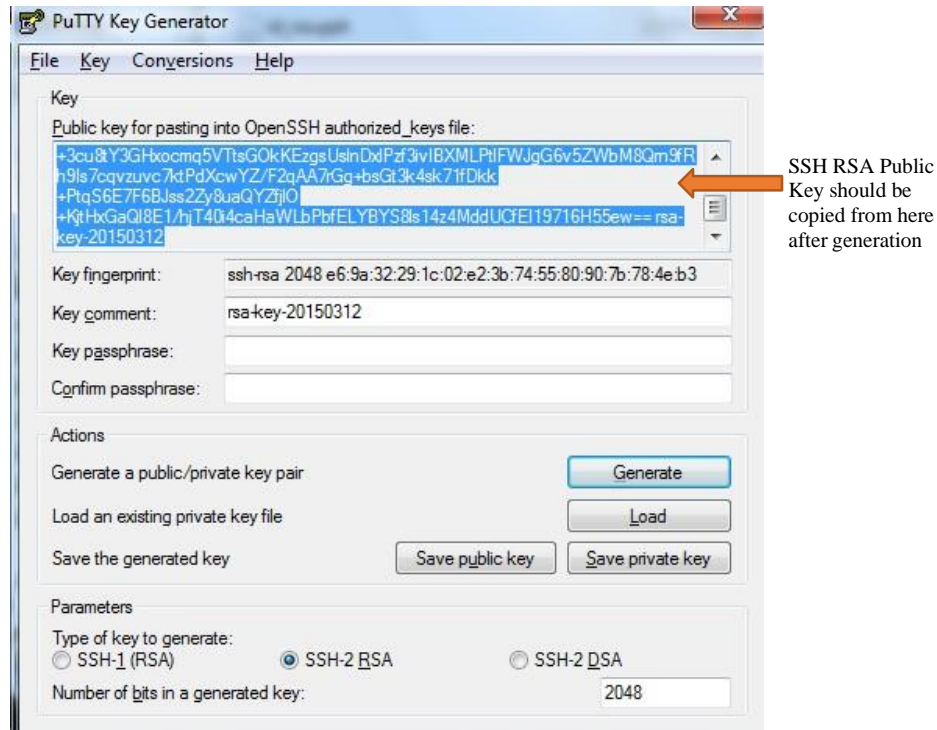 PuTTY Key Generator
File Key Conversions Help
Key
Public key for pasting into OpenSSH authorized_keys file:
+3cu8tY3GHxocmq5VTtsGOkKEzgsUslnDxlPzf3ivIBXMLPtlFWJgG6v5ZWbM8Qm9fR
h9ls7cqvzuvc7ktPdXcwYZ/F2qAA7rGg+bsGt3k4sk71fDkk
+PtqS6E7F6BJss2Zy8uaQYZfjlO
+KjtHxGaQI8E1/hjT40i4caHaWLbPbfELYBYS8ls14z4MddUCfEI19716H55ew== rsa-
key-20150312
SSH RSA Public
Key should be
copied from here
after generation
Key fingerprint: ssh-rsa 2048 e6:9a:32:29:1c:02:e2:3b:74:55:80:90:7b:78:4e:b3
Key comment: rsa-key-20150312
Key passphrase:
Confirm passphrase:
Actions
Generate a public/private key pair Generate
Load an existing private key file Load
Save the generated key Save public key Save private key
Parameters
Type of key to generate:
SSH-1 (RSA) SSH-2 RSA SSH-2 DSA
Number of bits in a generated key: 2048